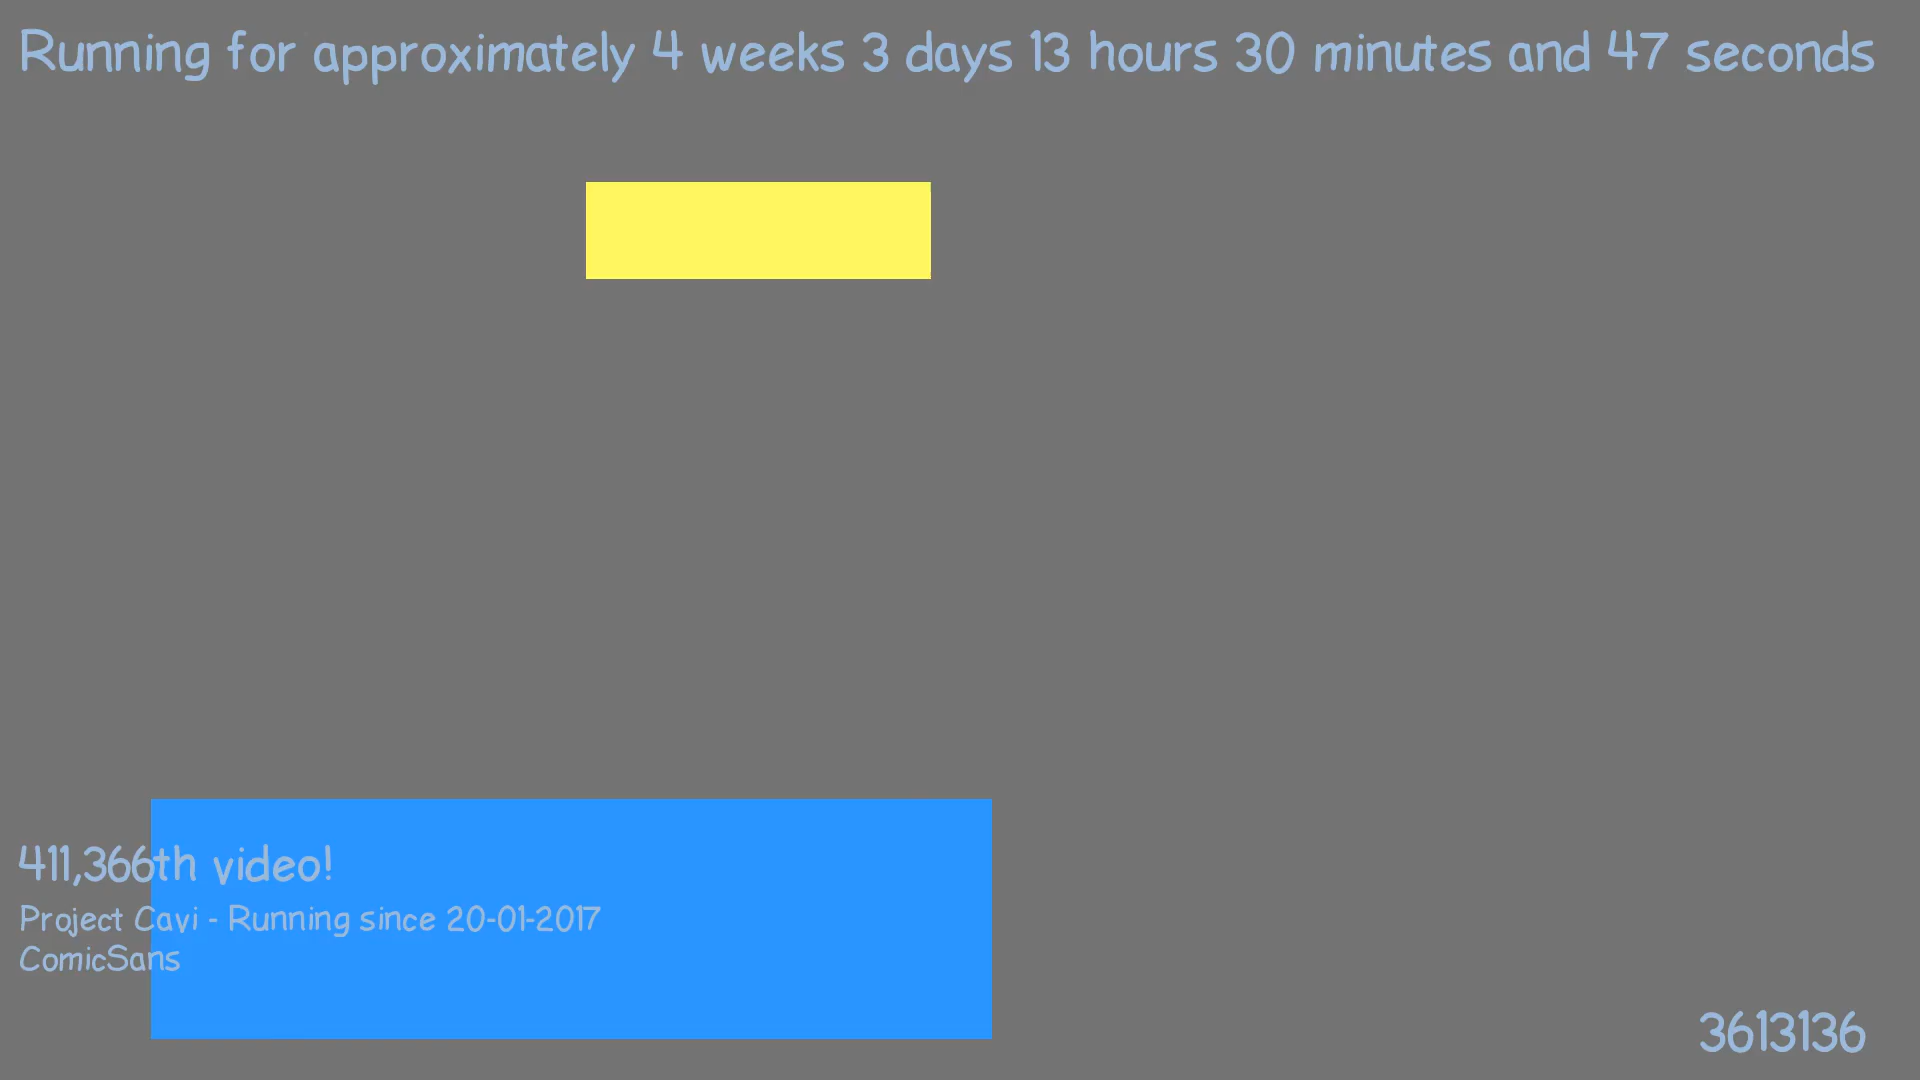 Running for approximately 4 weeks 3 days 13 hours 30 minutes and 47 seconds
411,366th video!
Project Cavi - Running since 20-01-2017
ComicSans
3613136